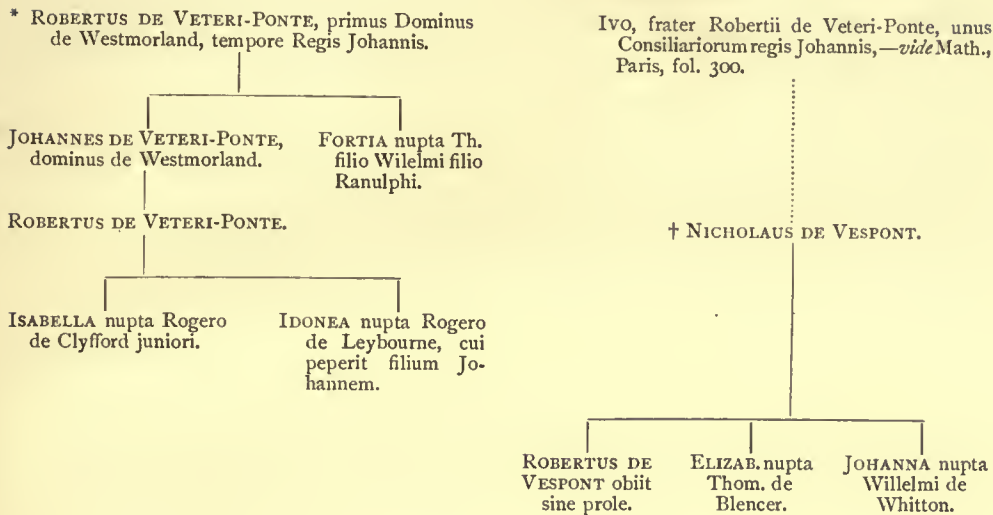 * ROBERTUS DE VETERI-PONTE, primus Dominus
de Westmorland, tempore Regis Johannis.
JOHANNES DE VETERI-PONTE,
dominus de Westmorland.
FORTIA nupta Th.
filio Wilelmi filio
Ranulphi.
ROBERTUS DE VETERI-PONTE.
ISABELLA nupta Rogero
de Clyfford juniori.
IDONEA nupta Rogero
de Leybourne, cui
peperit filium Jo-
hannem.
IVO, frater Robertii de Veteri-Ponte, unus
Consiliariorum regis Johannis,—vide Math.,
Paris, fol. 300.
† NICHOLAUS DE VESPONT.
ROBERTUS DE
VESPONT obiit
sine prole.
ELIZAB. nupta
Thom. de
Blencer.
JOHANNA nupta
Willelmi de
Whitton.